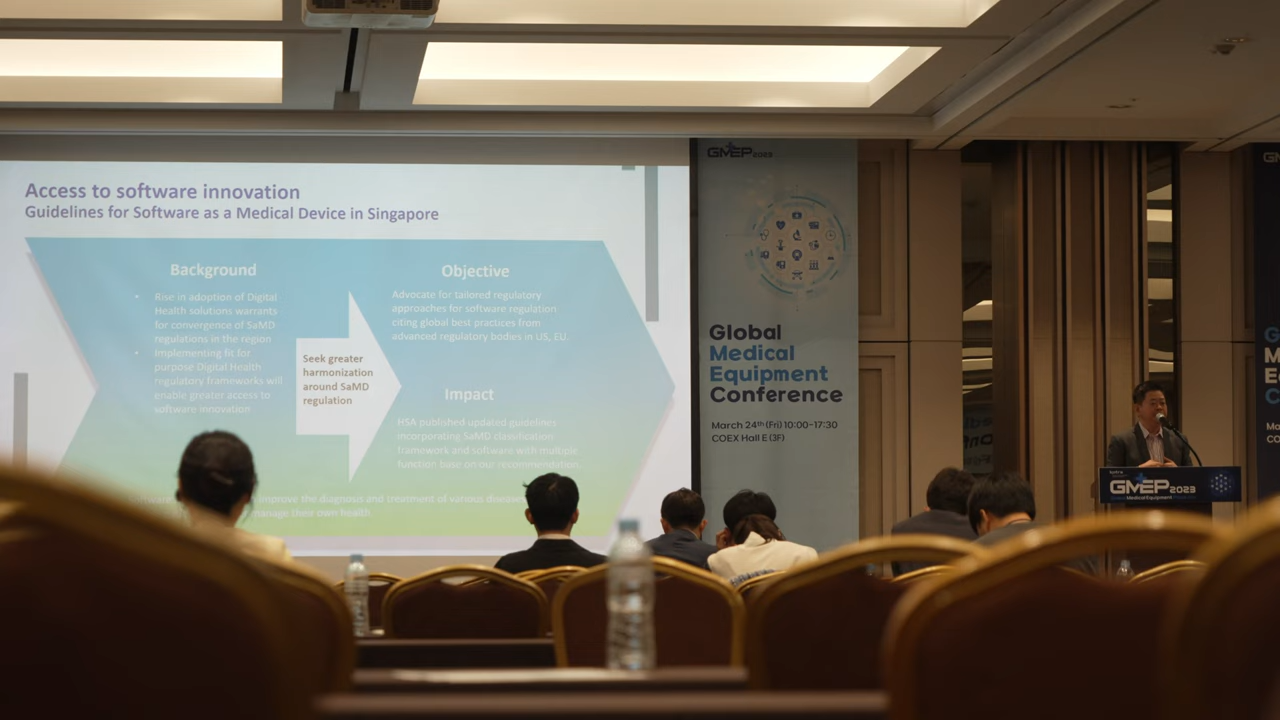 Access to software innovation
Guidelines for Software as a Medical Device in Singapore
Background
• Rise in adoption of Digital
Health solutions warrants
for convergence of SaMD
regulations in the region
• Implementing fit for
purpose Digital Health
regulatory frameworks will
enable greater access to
software innovation
Seek greater
harmonization
around SaMD
regulation
Objective
Advocate for tailored regulatory
approaches for software regulation
citing global best practices from
advanced regulatory bodies in US, EU.
Impact
HSA published updated guidelines
incorporating SaMD classification
framework and software with multiple
function base on our recommendation.
improve the diagnosis and treatment of various diseases
manage their own health.
GMEP 2023
Global
Medical
Equipment
Conference
March 24th (Fri) 10:00-17:30
COEX Hall E (3F)
GMEP 2023
Medical Equipment